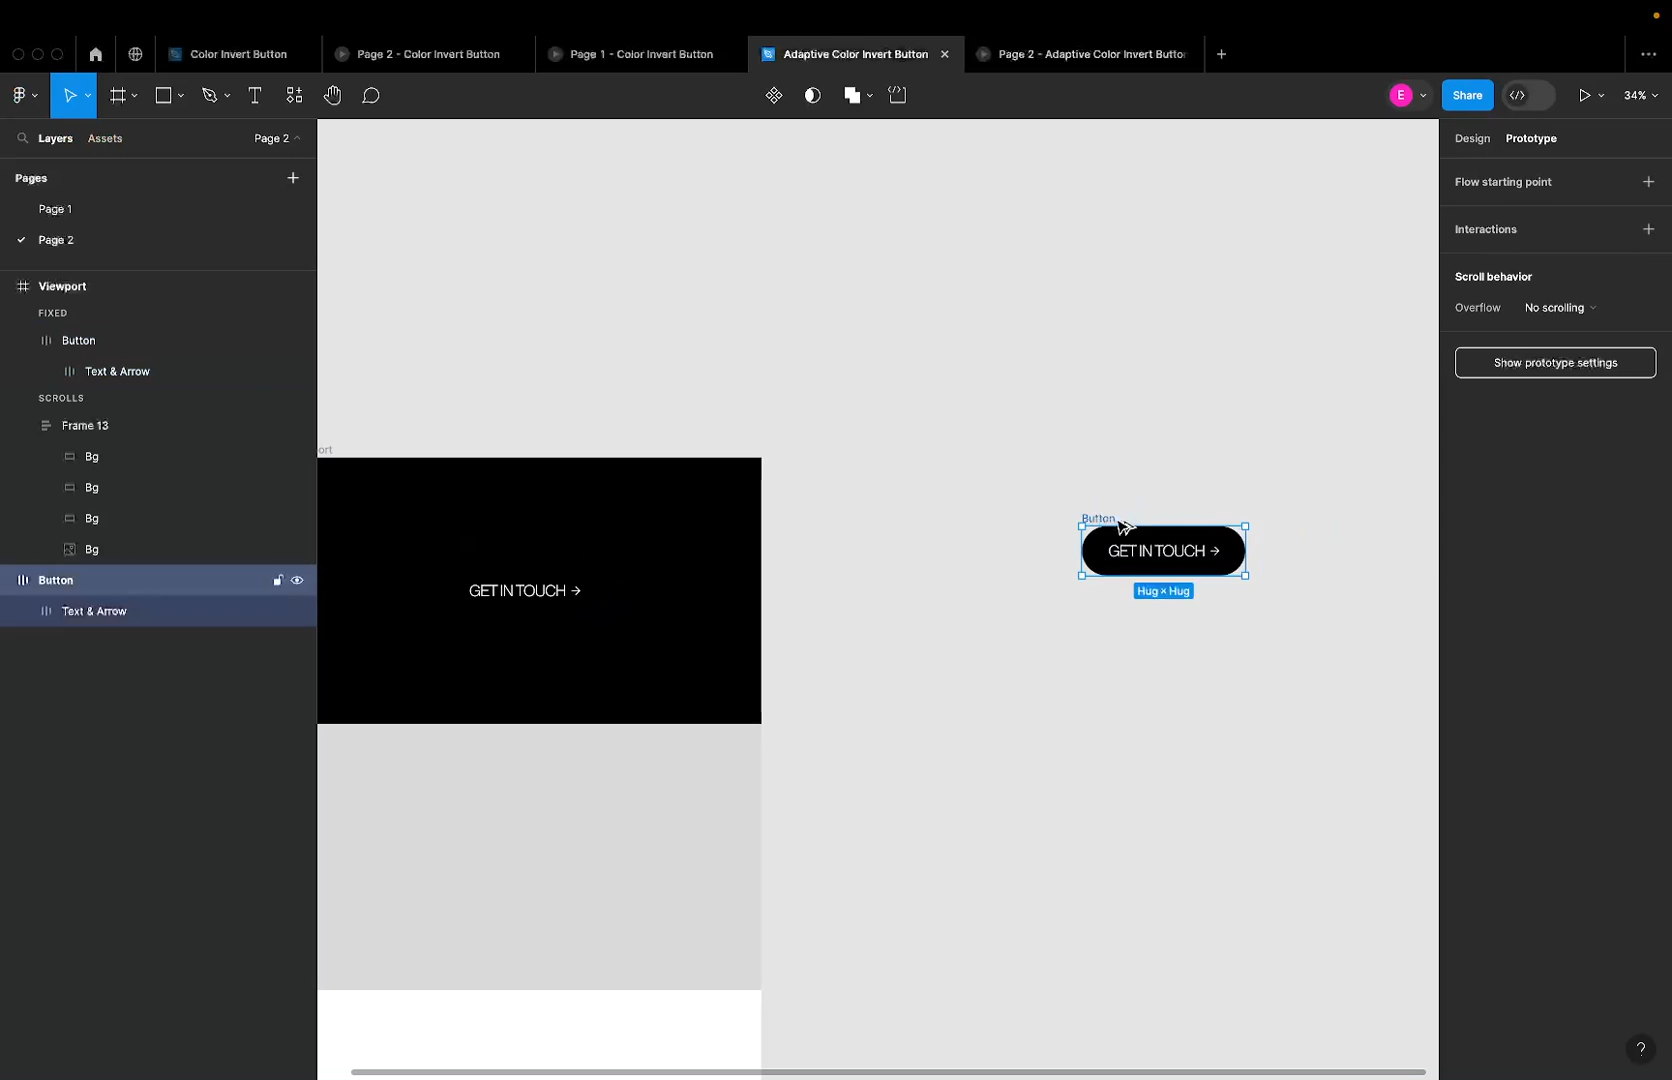 Color Invert Button
Page 2 - Color Invert Button
Page 1 - Color Invert Button
Adaptive Color Invert Button
Page 2 - Adaptive Color Invert Button
E
Share
34%
Layers
Assets
Page 2
Design
Prototype
Pages
Flow starting point
Page 1
Page 2
Interactions
Viewport
Scroll behavior
FIXED
Overflow
No scrolling
Button
Text & Arrow
Show prototype settings
SCROLLS
Frame 13
ort
Bg
Bg
Bg
Bg
Button
GET IN TOUCH →
Hug × Hug
GET IN TOUCH →
Button
Text & Arrow
?